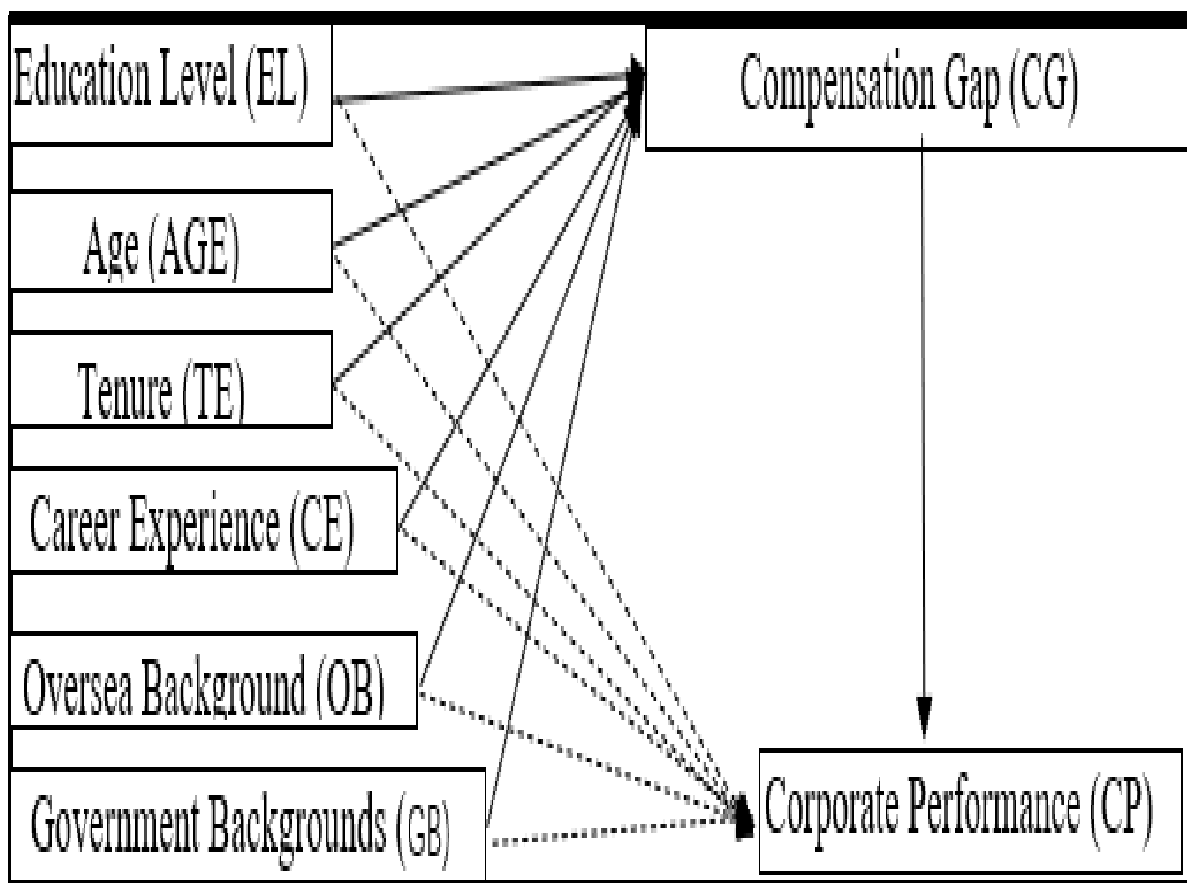 Education Level (EL)
Compensation Gap (CG)
Age (AGE)
Tenure (TE)
Career Experience (CE)
Oversea Background (OB)
Government Backgrounds (GB)
Corporate Performance (CP)